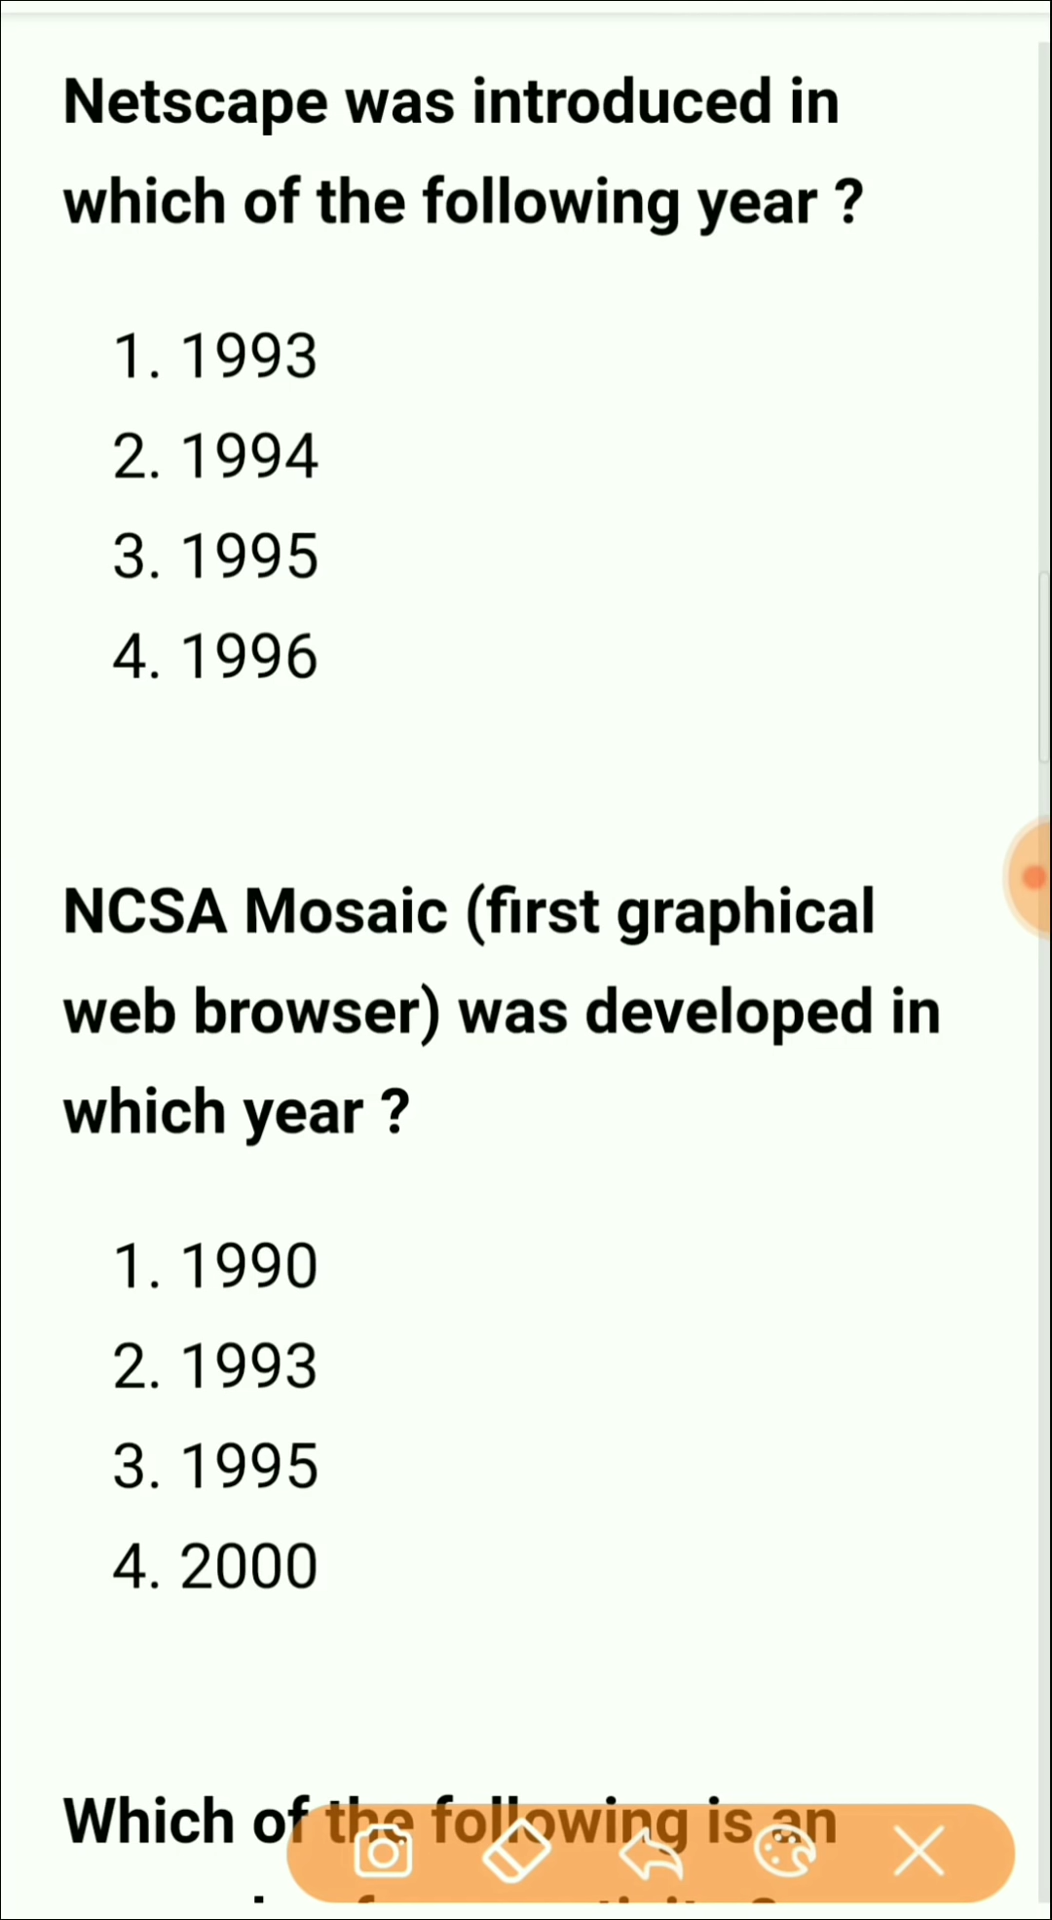 Netscape was introduced in
which of the following year ?
1. 1993
2. 1994
3. 1995
4. 1996
NCSA Mosaic (first graphical
web browser) was developed in
which year ?
1. 1990
2. 1993
3. 1995
4. 2000
Which of the following is an